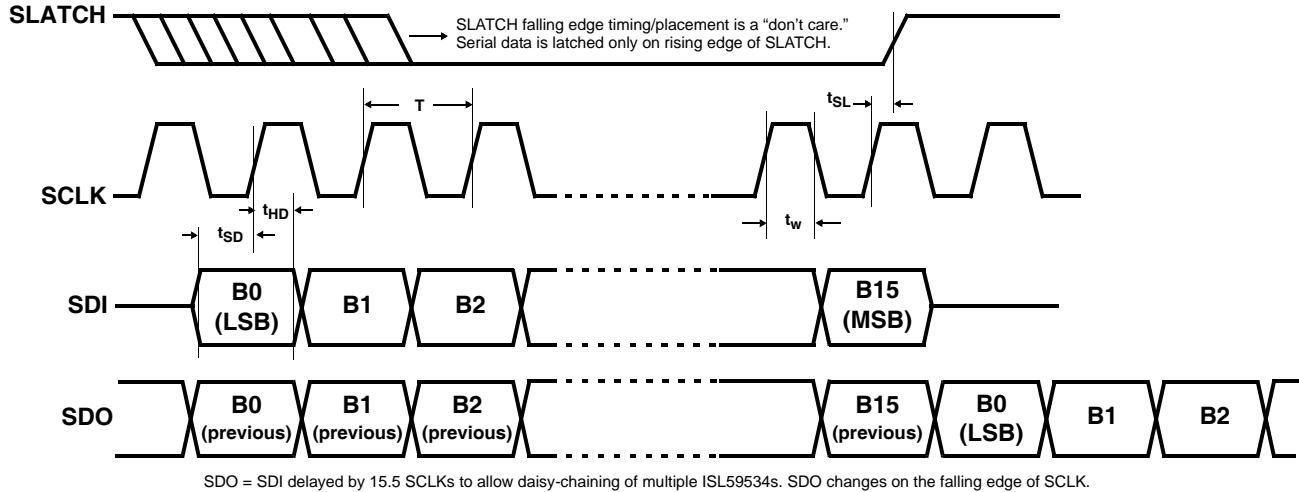 SLATCH
SLATCH falling edge timing/placement is a “don't care.”
Serial data is latched only on rising edge of SLATCH.
T
tSL
SCLK
tHD
tSD
tw
SDI
B0
(LSB)
B1
B2
B15
(MSB)
SDO
B0
(previous)
B1
(previous)
B2
(previous)
B15
(previous)
B0
(LSB)
B1
B2
SDO = SDI delayed by 15.5 SCLKs to allow daisy-chaining of multiple ISL59534s. SDO changes on the falling edge of SCLK.